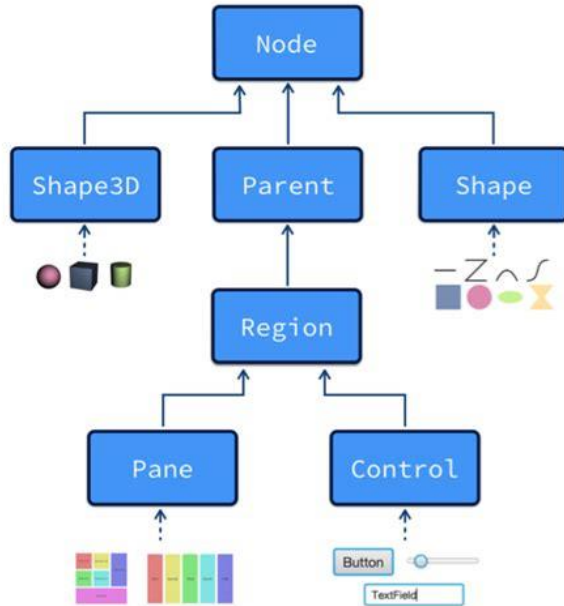 Node
Shape3D
Parent
Shape
Region
Pane
Control
Button
TextField